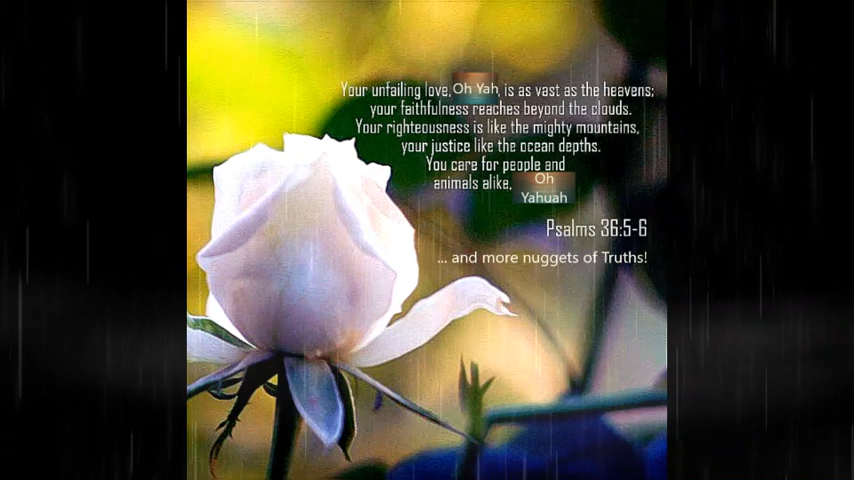 Your unfailing love, Oh Yah, is as vast as the heavens;
your faithfulness reaches beyond the clouds.
Your righteousness is like the mighty mountains,
your justice like the ocean depths.
You care for people and
animals alike, Oh
Yahuah
Psalms 36:5-6
... and more nuggets of Truths!